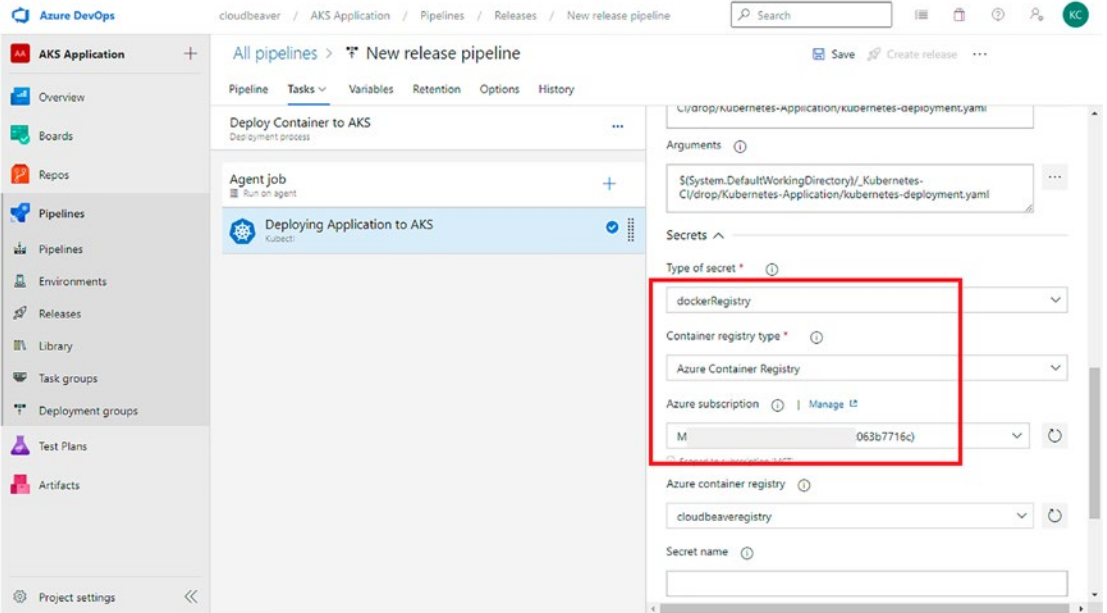 Azure DevOps
cloudbeaver / AKS Application / Pipelines / Releases / New release pipeline
Search
KC
AA AKS Application
All pipelines > New release pipeline
Save Create release ...
Overview
Boards
Repos
Pipelines
Pipelines
Environments
Releases
Library
Task groups
Deployment groups
Test Plans
Artifacts
Project settings
Pipeline Tasks Variables Retention Options History
Deploy Container to AKS
Deployment process
Agent job
Run on agent
Deploying Application to AKS
Kubectl
CI/drop/Kubernetes-Application/kubernetes-deployment.yaml
Arguments
$(System.DefaultWorkingDirectory)/_Kubernetes-
CI/drop/Kubernetes-Application/kubernetes-deployment.yaml
Secrets
Type of secret *
dockerRegistry
Container registry type *
Azure Container Registry
Azure subscription | Manage
M 063b7716c)
Azure container registry
cloudbeaveregistry
Secret name